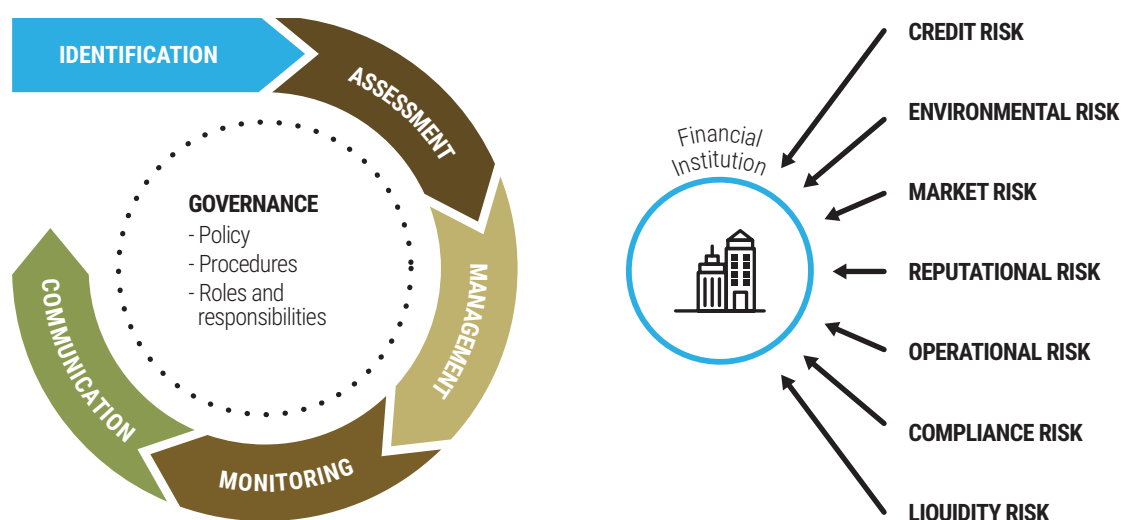 IDENTIFICATION
ASSESSMENT
MANAGEMENT
MONITORING
COMMUNICATION
GOVERNANCE
- Policy
- Procedures
- Roles and
responsibilities
Financial
Institution
CREDIT RISK
ENVIRONMENTAL RISK
MARKET RISK
REPUTATIONAL RISK
OPERATIONAL RISK
COMPLIANCE RISK
LIQUIDITY RISK